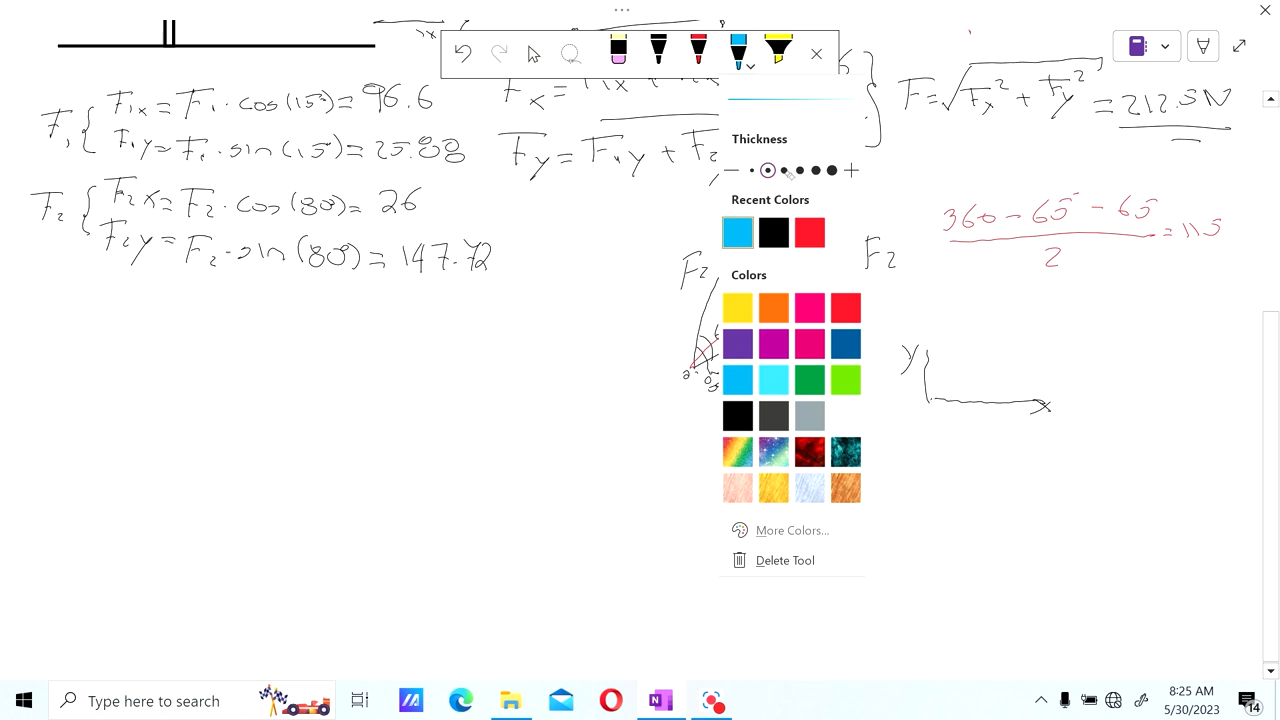 F₁ { F₁x = F₁ · cos(15°) = 96.6
F₁y = F₁ · sin(15°) = 25.88
F₂ { F₂x = F₂ · cos(80°) = 26
F₂y = F₂ · sin(80°) = 147.72
Fx = F₁x +
Fy = F₁y + F₂
F = √Fx² + Fy² = 212.5N
360 - 65 - 65
2
= 115
F₂
F₂
y
x
Thickness
Recent Colors
Colors
More Colors...
Delete Tool
Type here to search
8:25 AM
5/30/2023
14